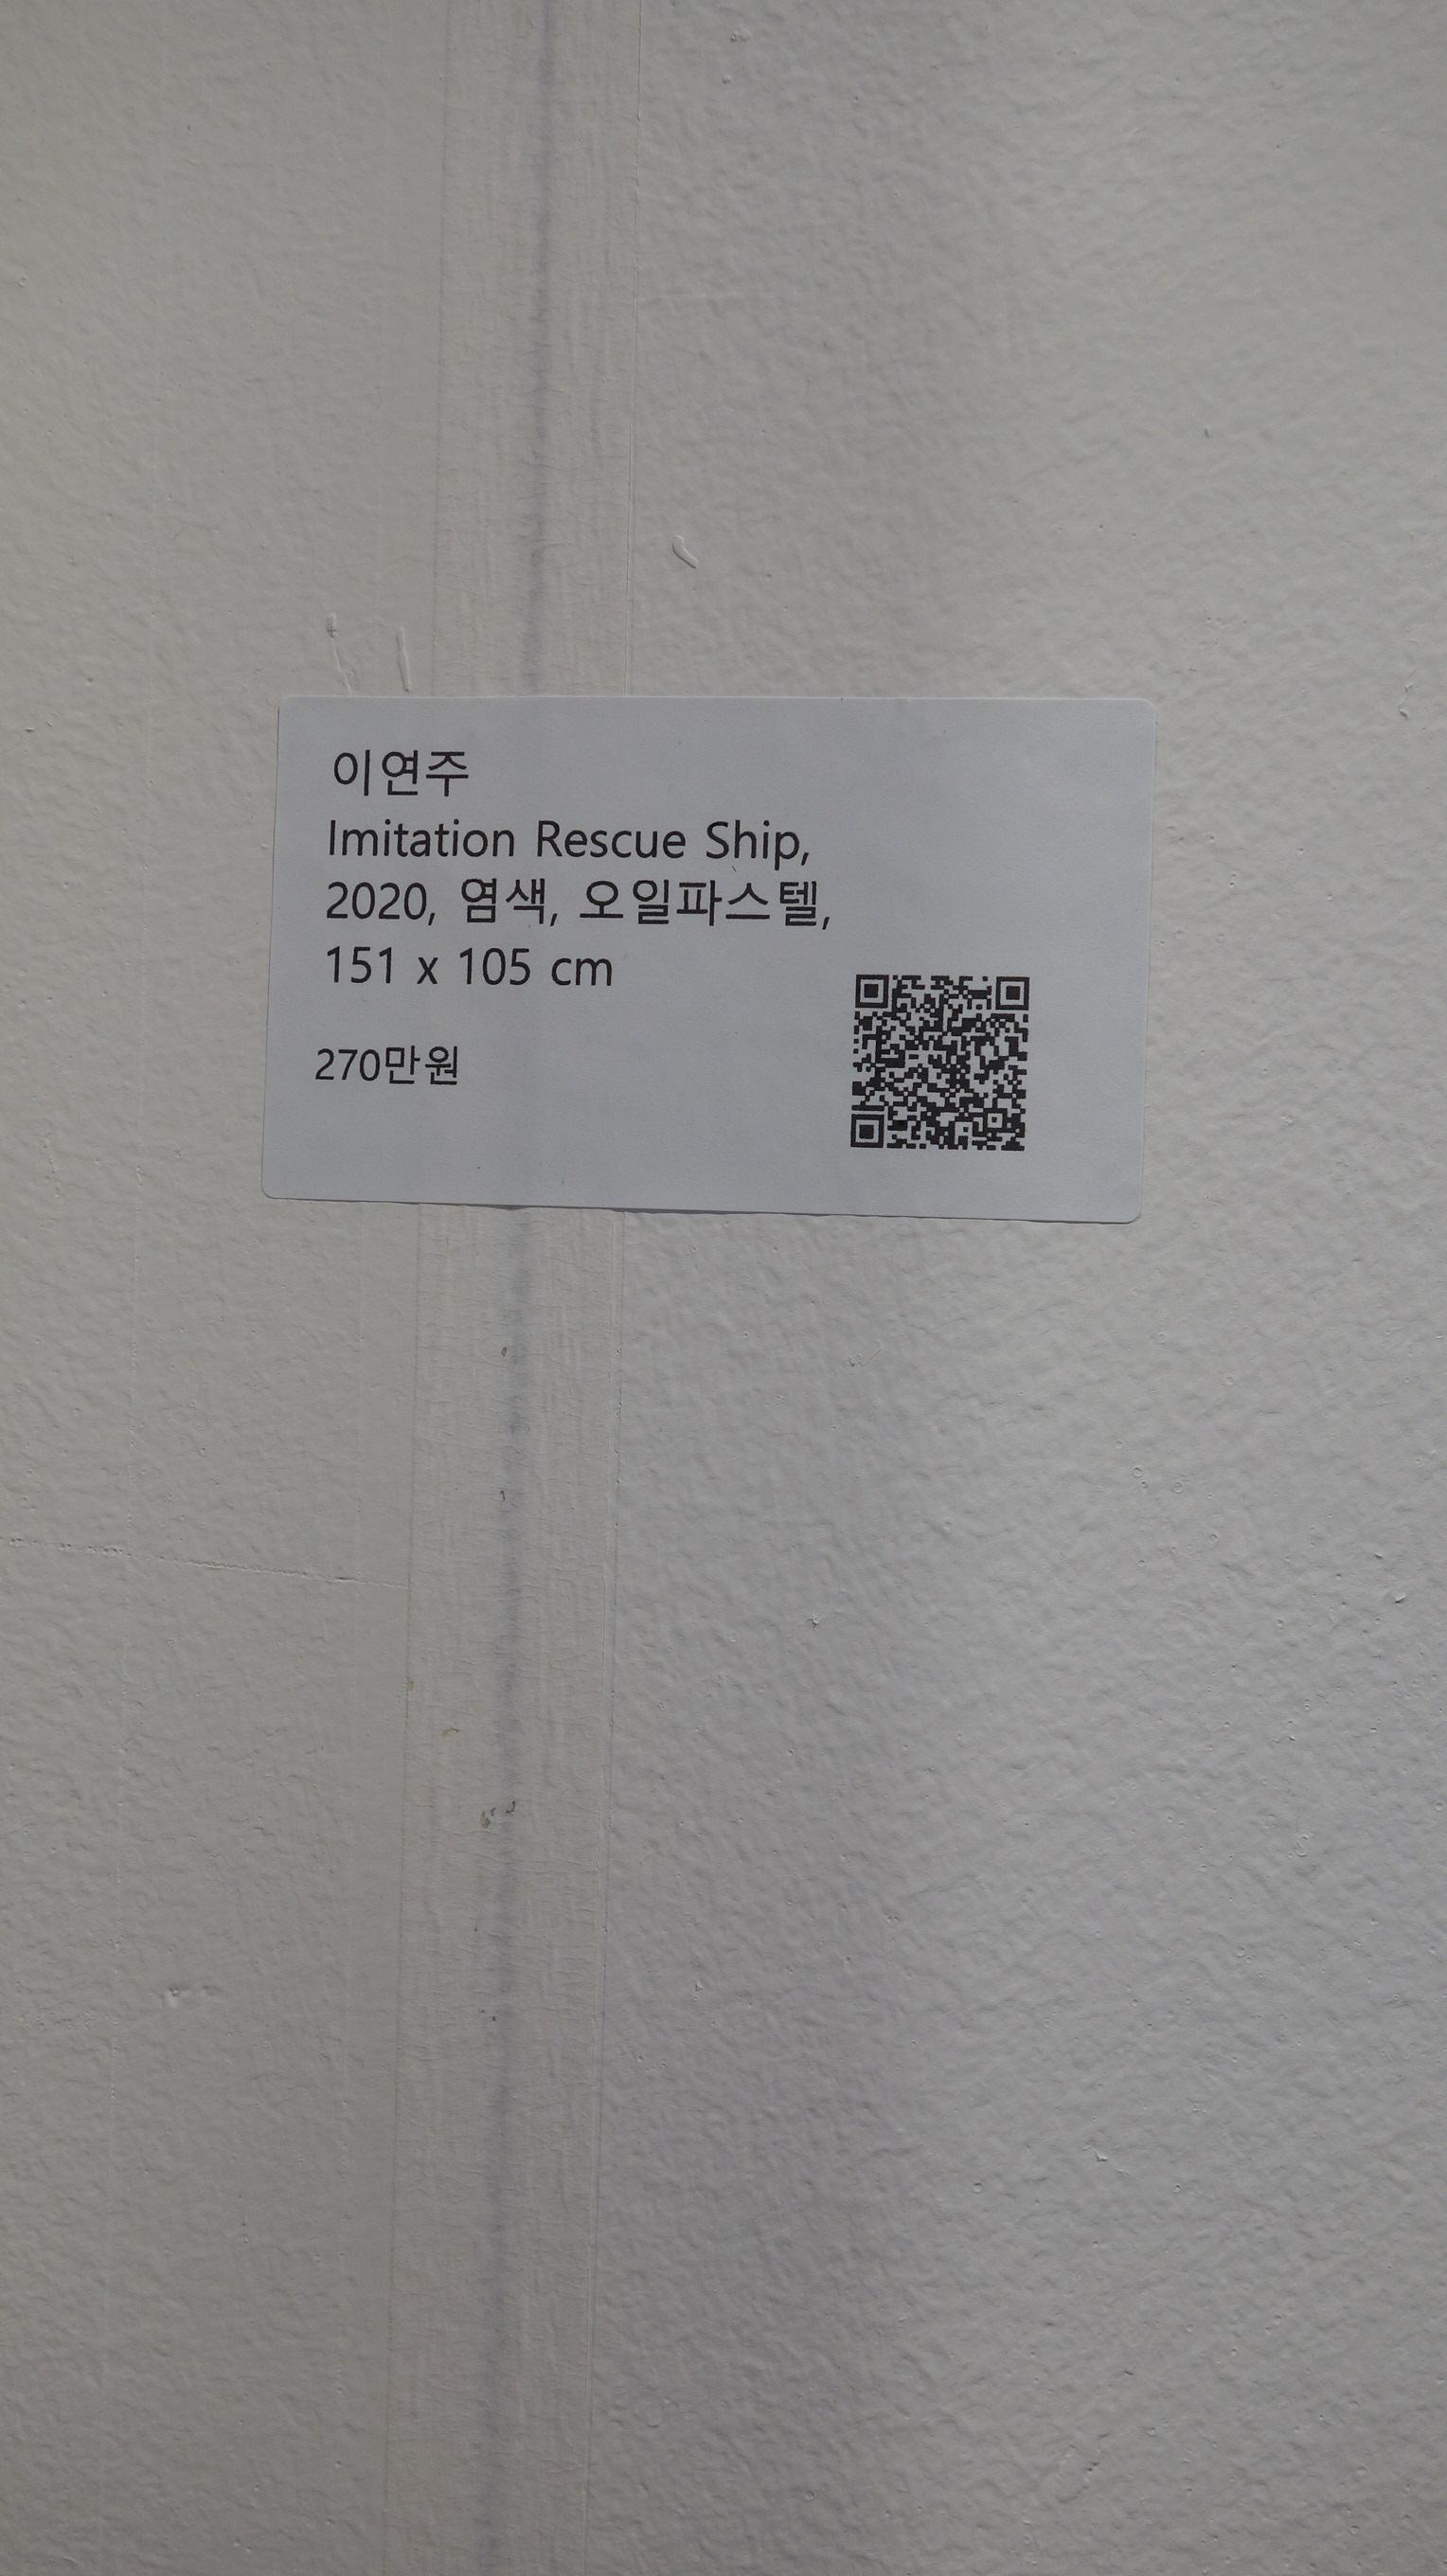 이연주
Imitation Rescue Ship,
2020, 염색, 오일파스텔,
151 x 105 cm
270만원